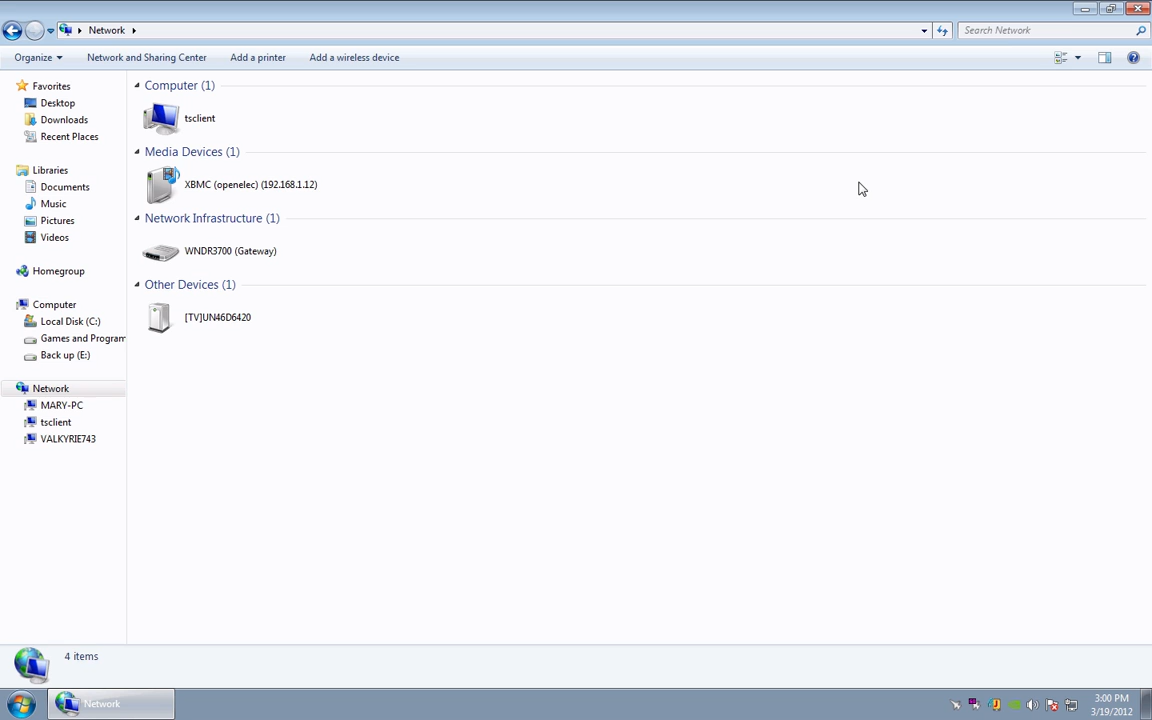 Network
Search Network
Organize
Network and Sharing Center
Add a printer
Add a wireless device
Favorites
Desktop
Downloads
Recent Places
Libraries
Documents
Music
Pictures
Videos
Homegroup
Computer
Local Disk (C:)
Games and Program
Back up (E:)
Network
MARY-PC
tsclient
VALKYRIE743
Computer (1)
tsclient
Media Devices (1)
XBMC (openelec) (192.168.1.12)
Network Infrastructure (1)
WNDR3700 (Gateway)
Other Devices (1)
[TV]UN46D6420
4 items
Network
3:00 PM
3/19/2012